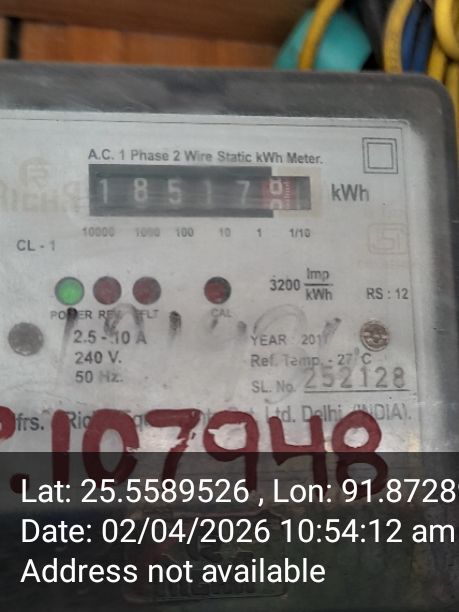 A.C. 1 Phase 2 Wire Static kWh Meter.
1 8 5 1 7 kWh
10000 1000 100 10 1 1/10
CL - 1
3200 Imp/kWh
RS : 12
POWER REV CAL
2.5 - 10 A
240 V.
50 Hz.
YEAR : 2017
Ref. Temp. - 27°C
SL. No. 252128
Ltd. Delhi, (INDIA).
107948
Lat: 25.5589526 , Lon: 91.8728
Date: 02/04/2026 10:54:12 am
Address not available